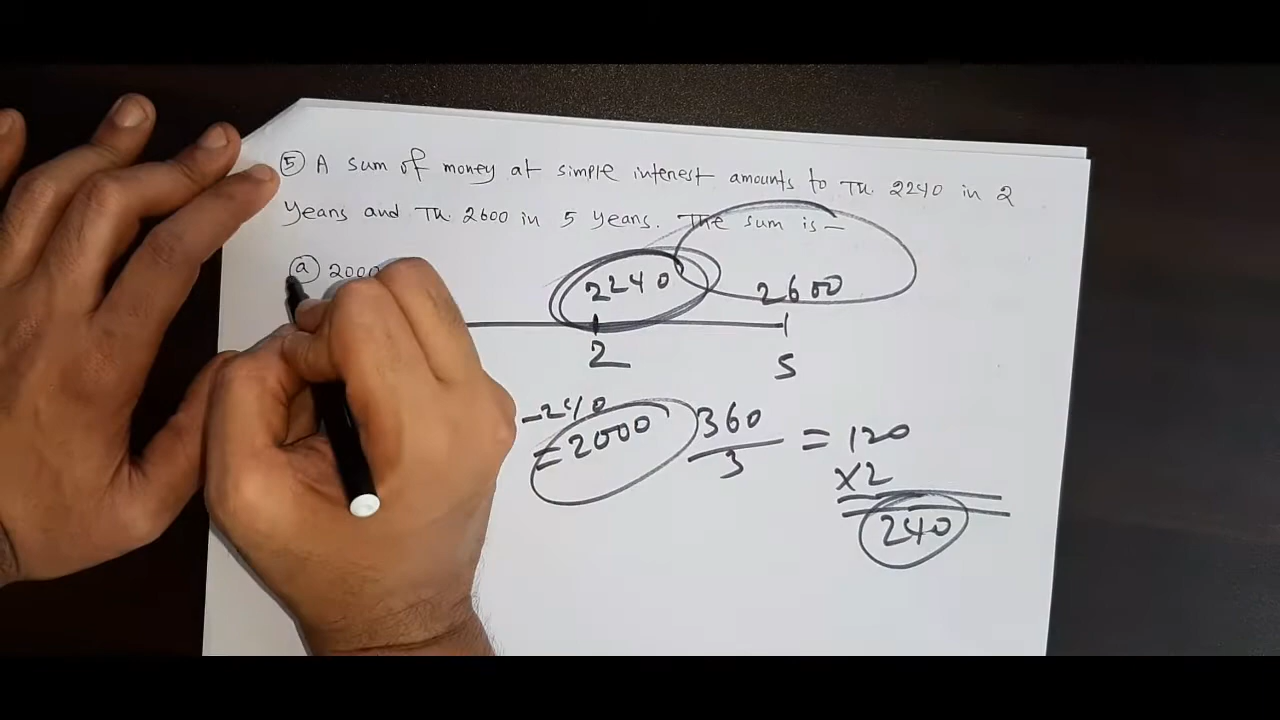 ⑤ A sum of money at simple interest amounts to Tk. 2240 in 2
Years and Tk. 2600 in 5 Years. The sum is —
ⓐ 2000
2240 2600
2 5
-240
= 2000
360/3 = 120
×2
240